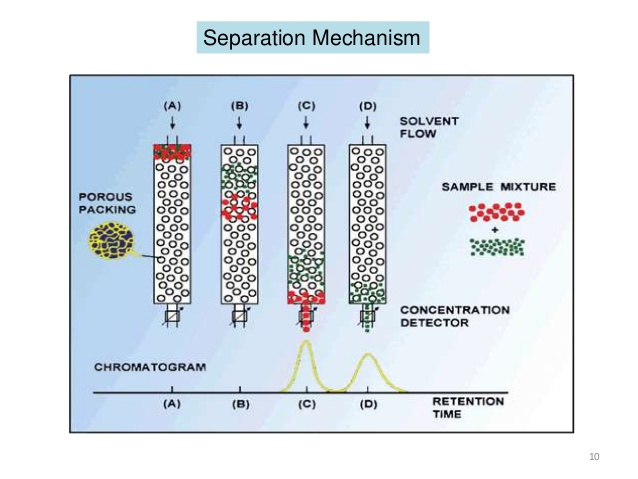 Separation Mechanism
(A) (B) (C) (D)
SOLVENT
FLOW
POROUS
PACKING
SAMPLE MIXTURE
+
CONCENTRATION
DETECTOR
CHROMATOGRAM
(A) (B) (C) (D)
RETENTION
TIME
10